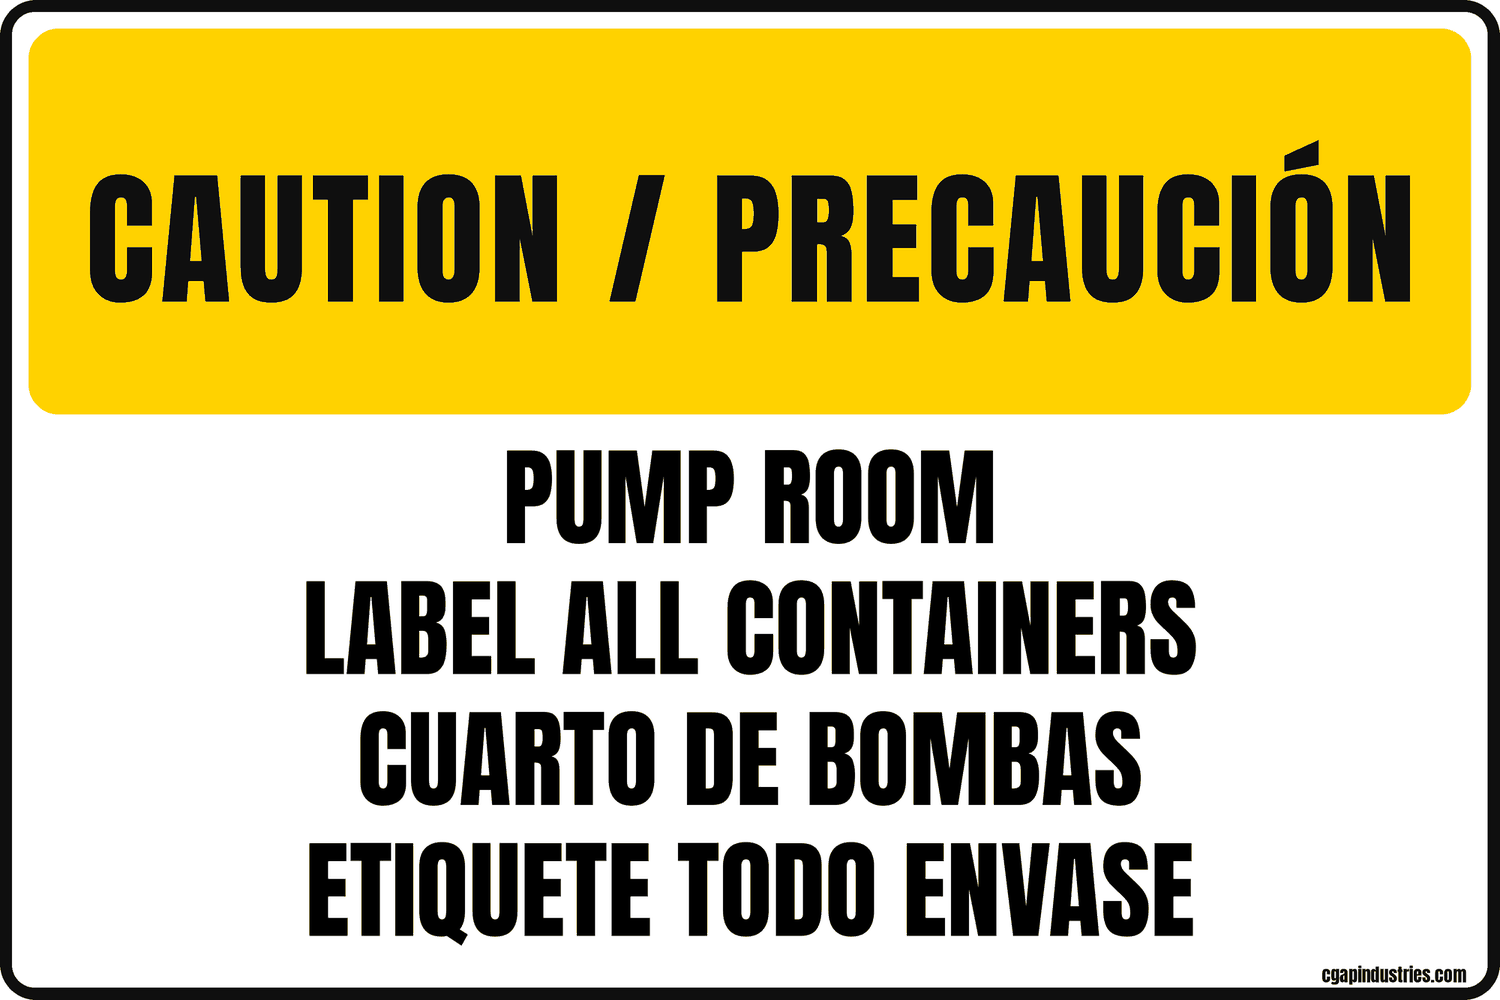 CAUTION / PRECAUCIÓN
PUMP ROOM
LABEL ALL CONTAINERS
CUARTO DE BOMBAS
ETIQUETE TODO ENVASE
cgapindustries.com